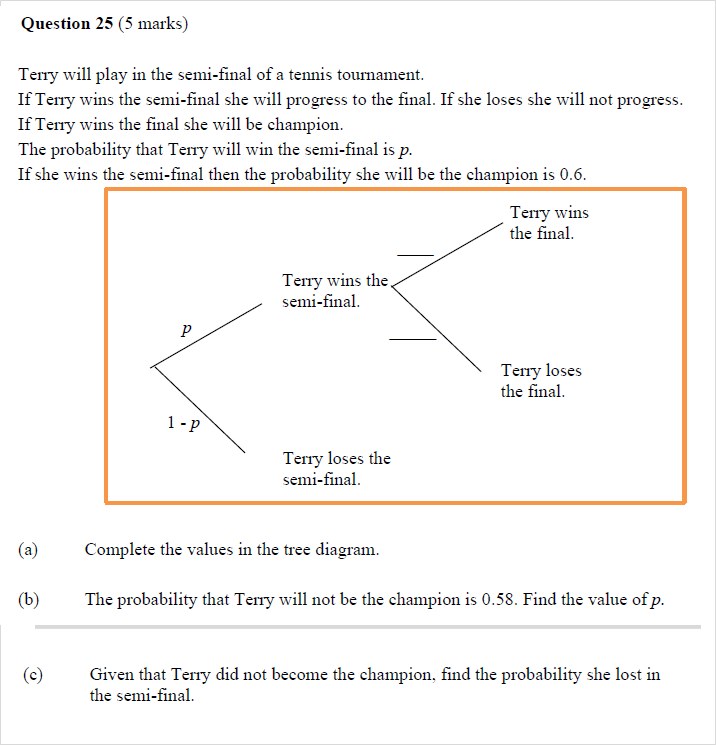 Question 25 (5 marks)
Terry will play in the semi-final of a tennis tournament.
If Terry wins the semi-final she will progress to the final. If she loses she will not progress.
If Terry wins the final she will be champion.
The probability that Terry will win the semi-final is p.
If she wins the semi-final then the probability she will be the champion is 0.6.
Terry wins
the final.
Terry wins the
semi-final.
p
Terry loses
the final.
1 - p
Terry loses the
semi-final.
(a) Complete the values in the tree diagram.
(b) The probability that Terry will not be the champion is 0.58. Find the value of p.
(c) Given that Terry did not become the champion, find the probability she lost in
the semi-final.